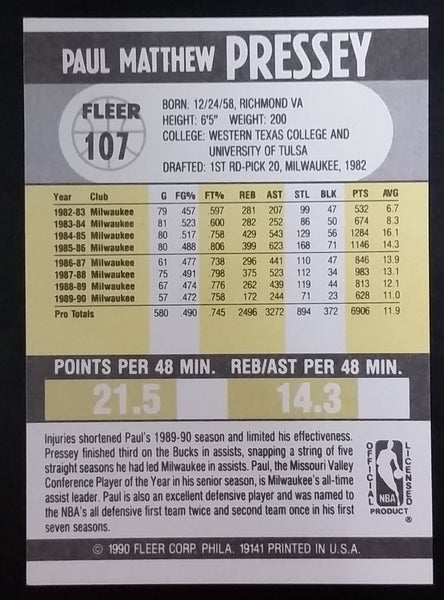 PAUL MATTHEW PRESSEY
FLEER
107
BORN: 12/24/58, RICHMOND VA
HEIGHT: 6'5" WEIGHT: 200
COLLEGE: WESTERN TEXAS COLLEGE AND
UNIVERSITY OF TULSA
DRAFTED: 1ST RD-PICK 20, MILWAUKEE, 1982
Year Club G FG% FT% REB AST STL BLK PTS AVG
1982-83 Milwaukee 79 .457 .597 281 207 99 47 532 6.7
1983-84 Milwaukee 81 .523 .600 282 252 86 50 674 8.3
1984-85 Milwaukee 80 .517 .758 429 543 129 56 1284 16.1
1985-86 Milwaukee 80 .488 .806 399 623 168 71 1146 14.3
1986-87 Milwaukee 61 .477 .738 296 441 110 47 846 13.9
1987-88 Milwaukee 75 .491 .798 375 523 112 34 983 13.1
1988-89 Milwaukee 67 .474 .776 262 439 119 44 813 12.1
1989-90 Milwaukee 57 .472 .758 172 244 71 23 628 11.0
Pro Totals 580 .490 .745 2496 3272 894 372 6906 11.9
POINTS PER 48 MIN. REB/AST PER 48 MIN.
21.5 14.3
Injuries shortened Paul's 1989-90 season and limited his effectiveness.
Pressey finished third on the Bucks in assists, snapping a string of five
straight seasons he had led Milwaukee in assists. Paul, the Missouri Valley
Conference Player of the Year in his senior season, is Milwaukee's all-time
assist leader. Paul is also an excellent defensive player and was named to
the NBA's all defensive first team twice and second team once in his first
seven seasons.
OFFICIAL
NBA
LICENSED
PRODUCT ®
© 1990 FLEER CORP. PHILA. 19141 PRINTED IN U.S.A.